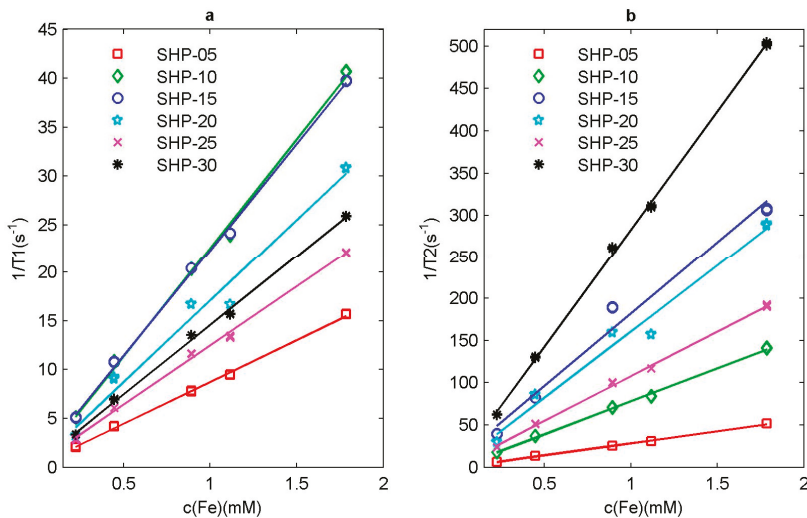 a
1/T1(s⁻¹)
45
40
35
30
25
20
15
10
5
0
0.5
1
1.5
2
c(Fe)(mM)
SHP-05
SHP-10
SHP-15
SHP-20
SHP-25
SHP-30
b
1/T2(s⁻¹)
500
450
400
350
300
250
200
150
100
50
0
0.5
1
1.5
2
c(Fe)(mM)
SHP-05
SHP-10
SHP-15
SHP-20
SHP-25
SHP-30